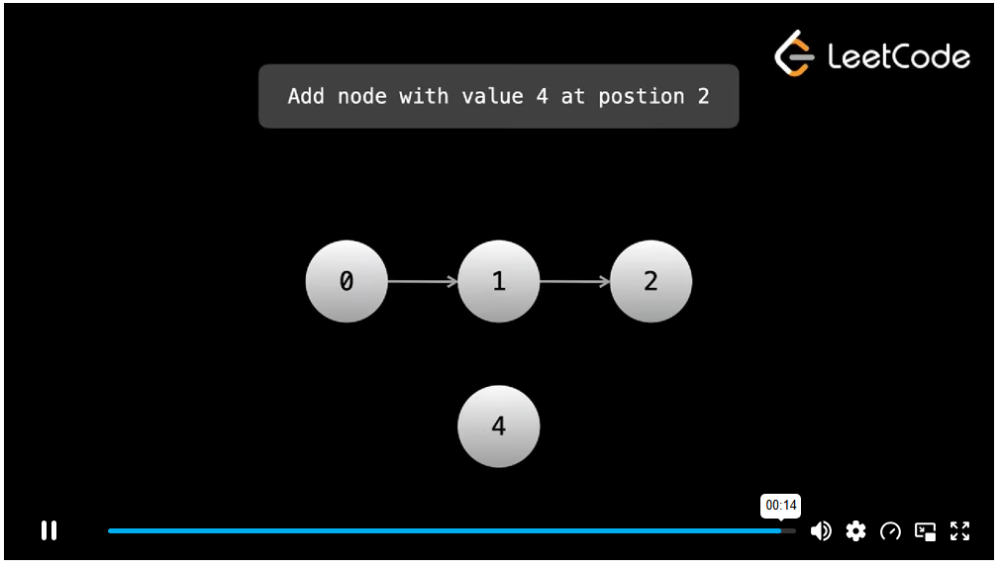 LeetCode
Add node with value 4 at postion 2
0 1 2
4
00:14